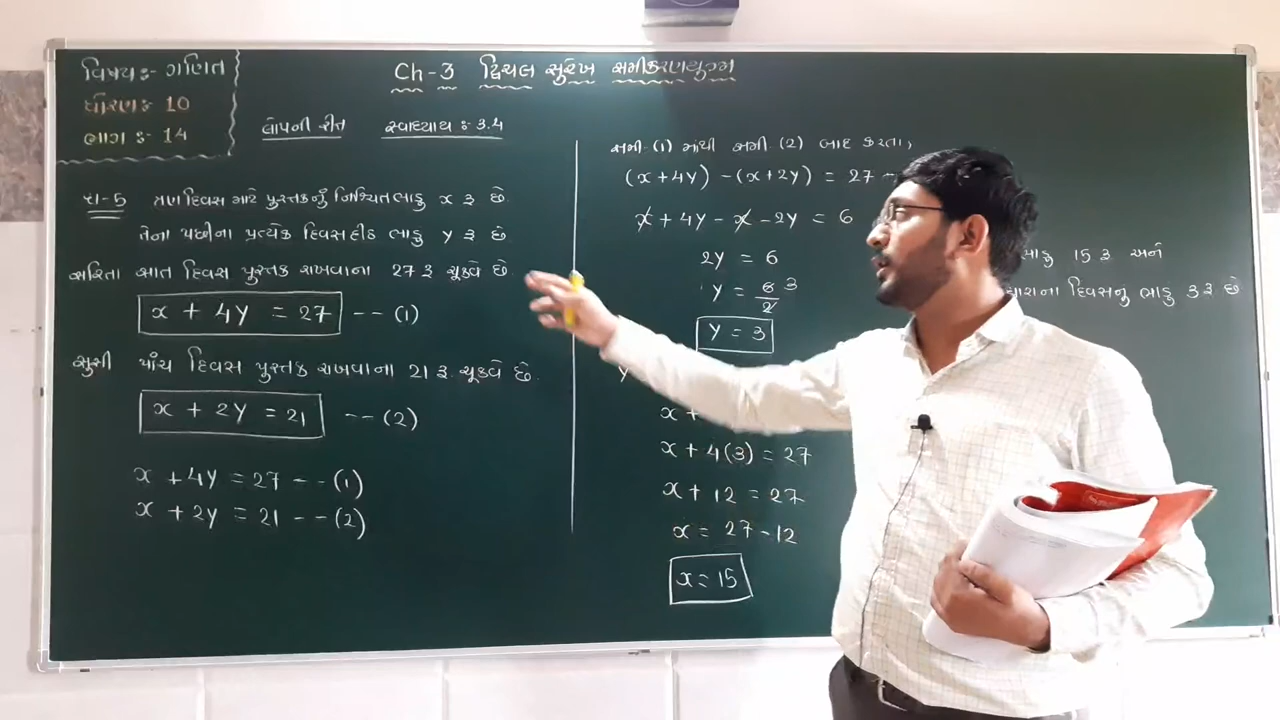 વિષય:- ગણિત
ધોરણ: 10
ભાગ :- 14
Ch-3 દ્વિચલ સુરેખ સમીકરણયુગ્મ
લોપની રીત સ્વાધ્યાય :- 3.4
રા-5 ત્રણ દિવસ માટે પુસ્તકનું નિશ્ચિત ભાડુ x રૂ છે.
તેના પછીના પ્રત્યેક દિવસદીઠ ભાડુ y રૂ છે
સરિતા સાત દિવસ પુસ્તક રાખવાના 27 રૂ ચૂકવે છે.
x + 4y = 27 -- (1)
સુસી પાંચ દિવસ પુસ્તક રાખવાના 21 રૂ. ચૂકવે છે.
x + 2y = 21 -- (2)
x + 4y = 27 -- (1)
x + 2y = 21 -- (2)
સમી.(1) માંથી સમી.(2) બાદ કરતા,
(x + 4y) - (x + 2y) = 27 -
x + 4y - x - 2y = 6
2y = 6
y = 6/2 3
y = 3
y
x +
x + 4(3) = 27
x + 12 = 27
x = 27 - 12
x = 15
ભાડુ 15 રૂ અને
દિવસનું ભાડુ 3 રૂ છે